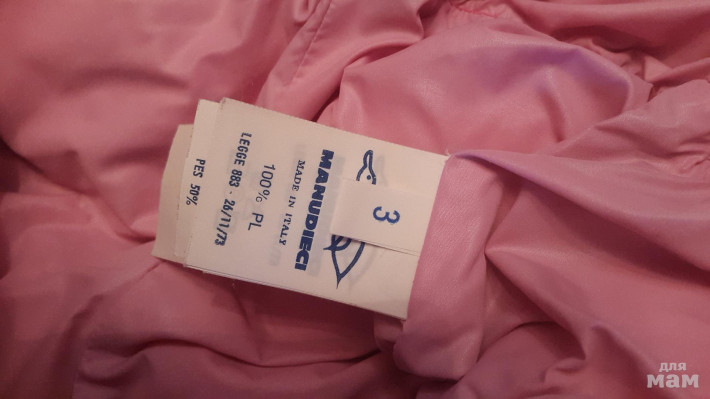 3
MANUDIECI
MADE IN ITALY
100% PL
LEGGE 883 · 26/11/73
PES 50%
для
мам